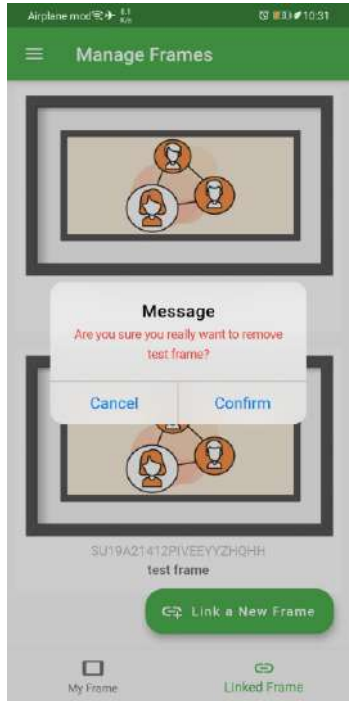 Airplane mod
10:31
Manage Frames
Message
Are you sure you really want to remove
test frame?
Cancel
Confirm
SU19A21412PIVEEYYZHQHH
test frame
Link a New Frame
My Frame
Linked Frame